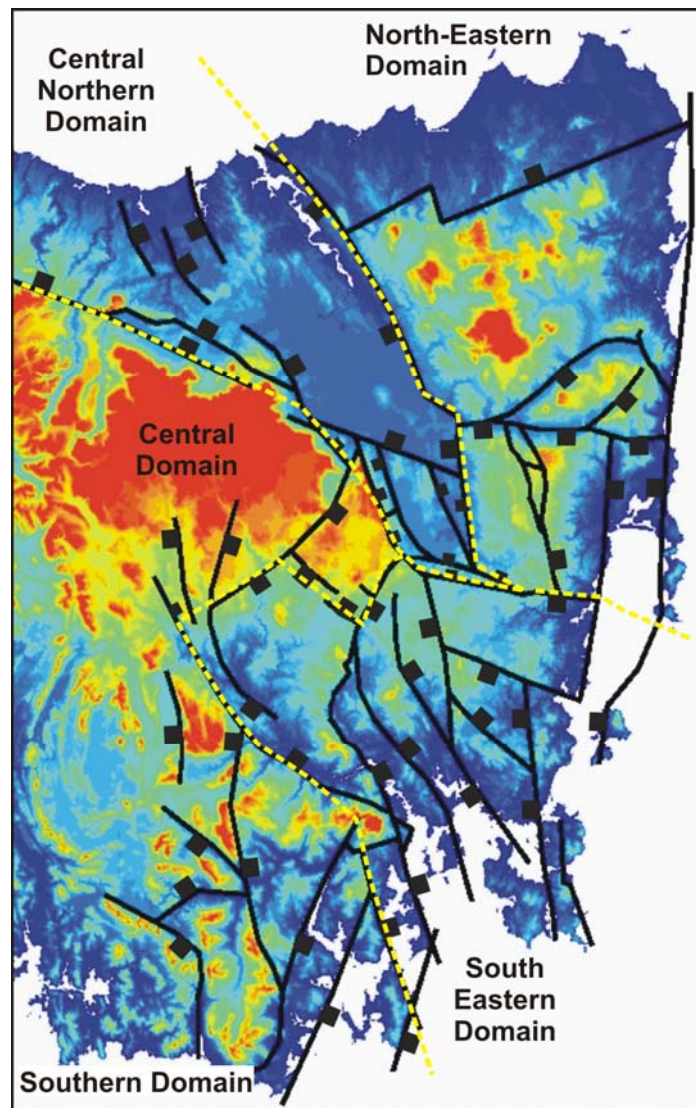 Central
Northern
Domain
North-Eastern
Domain
Central
Domain
South
Eastern
Domain
Southern Domain